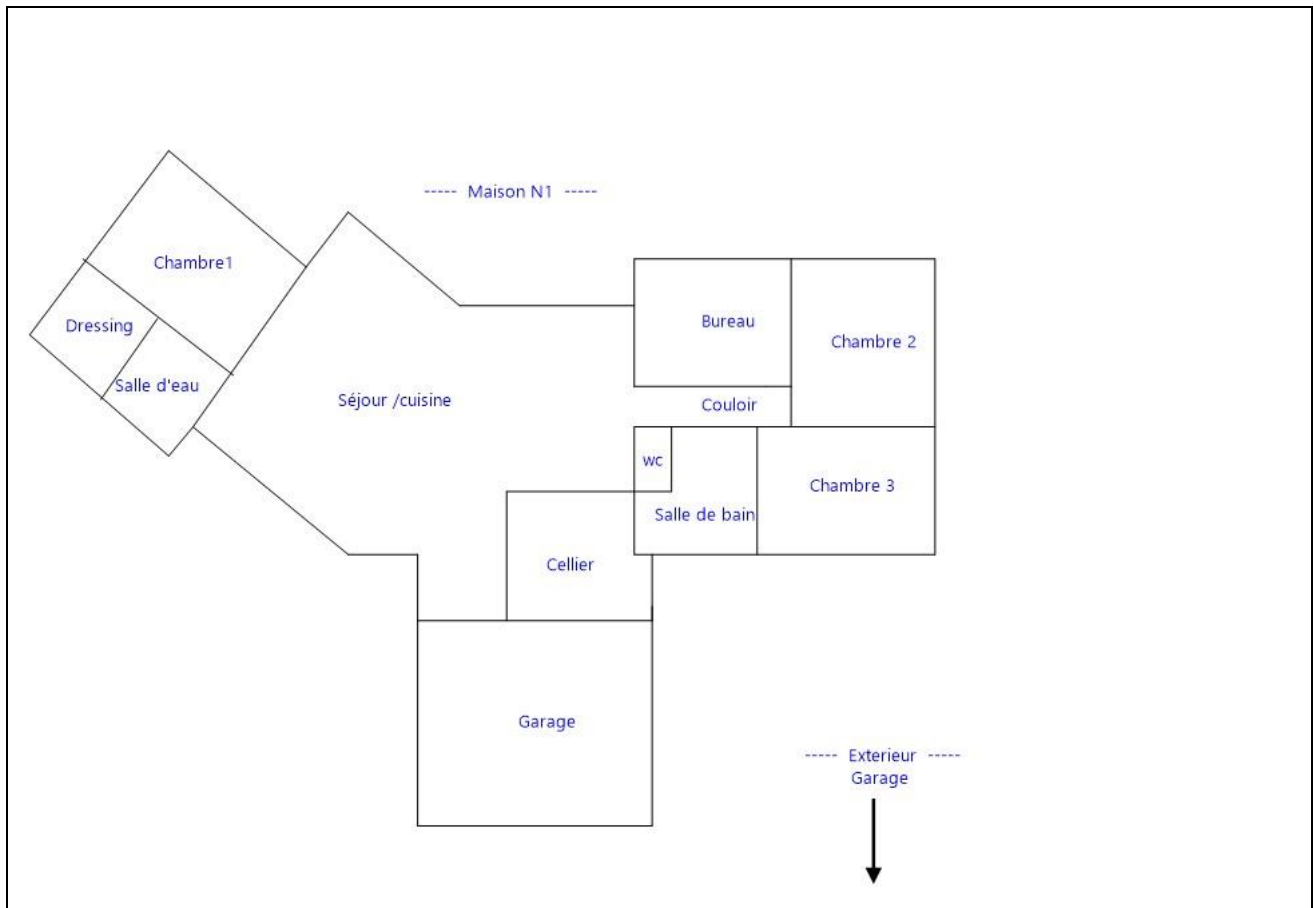 ----- Maison N1 -----
Chambre1
Dressing
Salle d'eau
Séjour /cuisine
Bureau
Chambre 2
Couloir
wc
Salle de bain
Chambre 3
Cellier
Garage
----- Exterieur -----
Garage